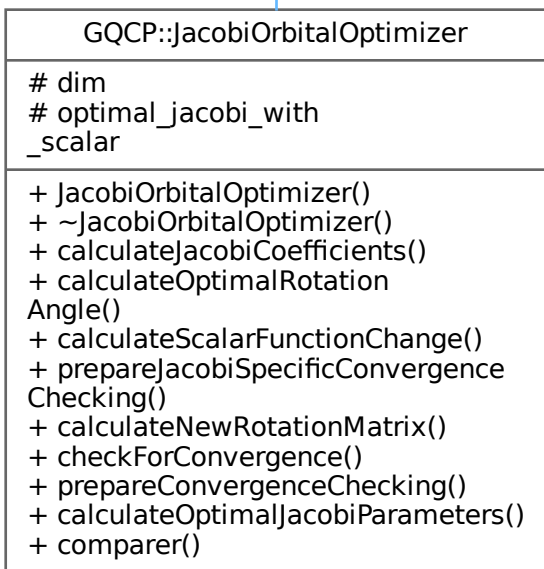 GQCP::JacobiOrbitalOptimizer
# dim
# optimal_jacobi_with
_scalar
+ JacobiOrbitalOptimizer()
+ ~JacobiOrbitalOptimizer()
+ calculateJacobiCoefficients()
+ calculateOptimalRotation
Angle()
+ calculateScalarFunctionChange()
+ prepareJacobiSpecificConvergence
Checking()
+ calculateNewRotationMatrix()
+ checkForConvergence()
+ prepareConvergenceChecking()
+ calculateOptimalJacobiParameters()
+ comparer()